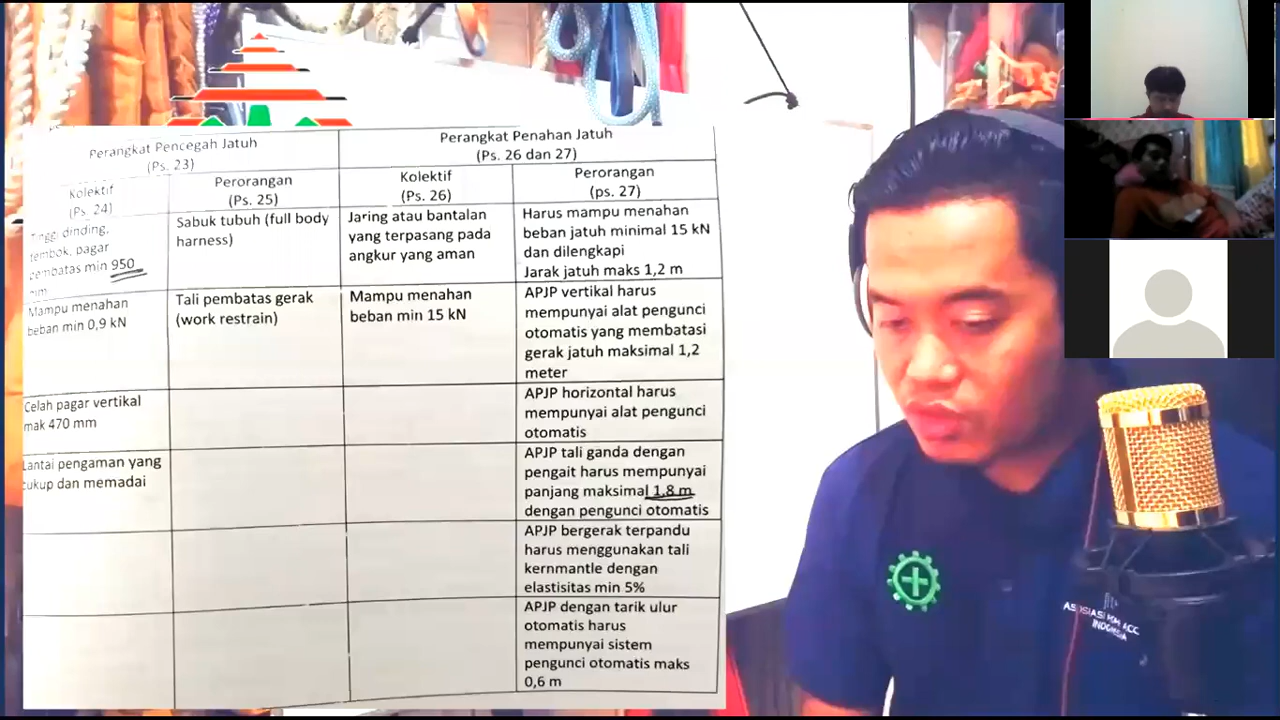 Perangkat Pencegah Jatuh
(Ps. 23)
Perangkat Penahan Jatuh
(Ps. 26 dan 27)
Kolektif
(Ps. 24)
Perorangan
(Ps. 25)
Kolektif
(Ps. 26)
Perorangan
(ps. 27)
Tinggi dinding,
tembok, pagar
pembatas min 950
mm
Sabuk tubuh (full body
harness)
Jaring atau bantalan
yang terpasang pada
angkur yang aman
Harus mampu menahan
beban jatuh minimal 15 kN
dan dilengkapi
Jarak jatuh maks 1,2 m
Mampu menahan
beban min 0,9 kN
Tali pembatas gerak
(work restrain)
Mampu menahan
beban min 15 kN
APJP vertikal harus
mempunyai alat pengunci
otomatis yang membatasi
gerak jatuh maksimal 1,2
meter
Celah pagar vertikal
mak 470 mm
APJP horizontal harus
mempunyai alat pengunci
otomatis
Lantai pengaman yang
cukup dan memadai
APJP tali ganda dengan
pengait harus mempunyai
panjang maksimal 1,8 m
dengan pengunci otomatis
APJP bergerak terpandu
harus menggunakan tali
kernmantle dengan
elastisitas min 5%
APJP dengan tarik ulur
otomatis harus
mempunyai sistem
pengunci otomatis maks
0,6 m
ASOSIASI ACC
INDONESIA